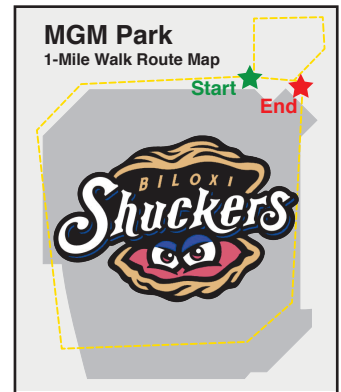 MGM Park
1-Mile Walk Route Map
Start
End
BILOXI
Shuckers